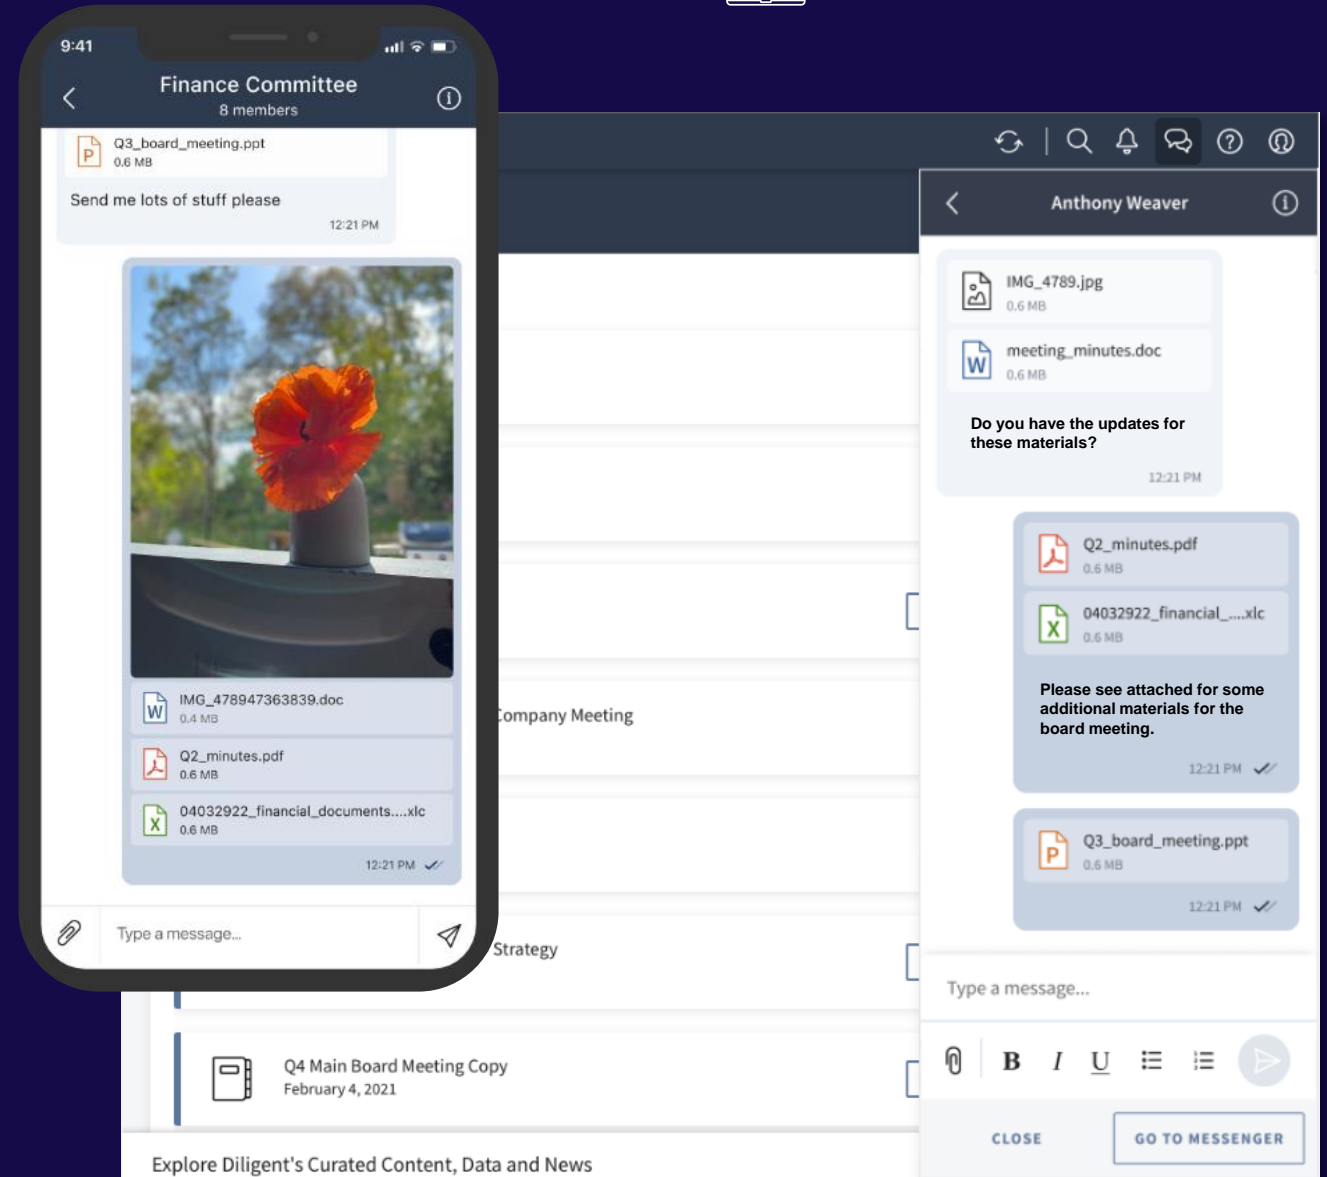 9:41
Finance Committee
8 members
Q3_board_meeting.ppt
0.6 MB
Send me lots of stuff please
12:21 PM
IMG_478947363839.doc
0.4 MB
Q2_minutes.pdf
0.6 MB
04032922_financial_documents....xlc
0.6 MB
12:21 PM
Type a message...
Company Meeting
Strategy
Q4 Main Board Meeting Copy
February 4, 2021
Explore Diligent's Curated Content, Data and News
Anthony Weaver
IMG_4789.jpg
0.6 MB
meeting_minutes.doc
0.6 MB
Do you have the updates for
these materials?
12:21 PM
Q2_minutes.pdf
0.6 MB
04032922_financial_....xlc
0.6 MB
Please see attached for some
additional materials for the
board meeting.
12:21 PM
Q3_board_meeting.ppt
0.6 MB
12:21 PM
Type a message...
B I U
CLOSE
GO TO MESSENGER